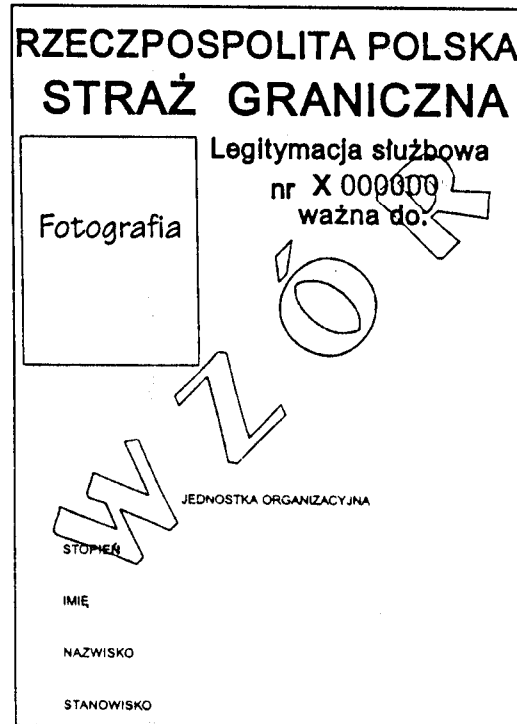 RZECZPOSPOLITA POLSKA
STRAŻ GRANICZNA
Legitymacja służbowa
nr X 000000
ważna do:
Fotografia
WZÓR
JEDNOSTKA ORGANIZACYJNA
STOPIEŃ
IMIĘ
NAZWISKO
STANOWISKO